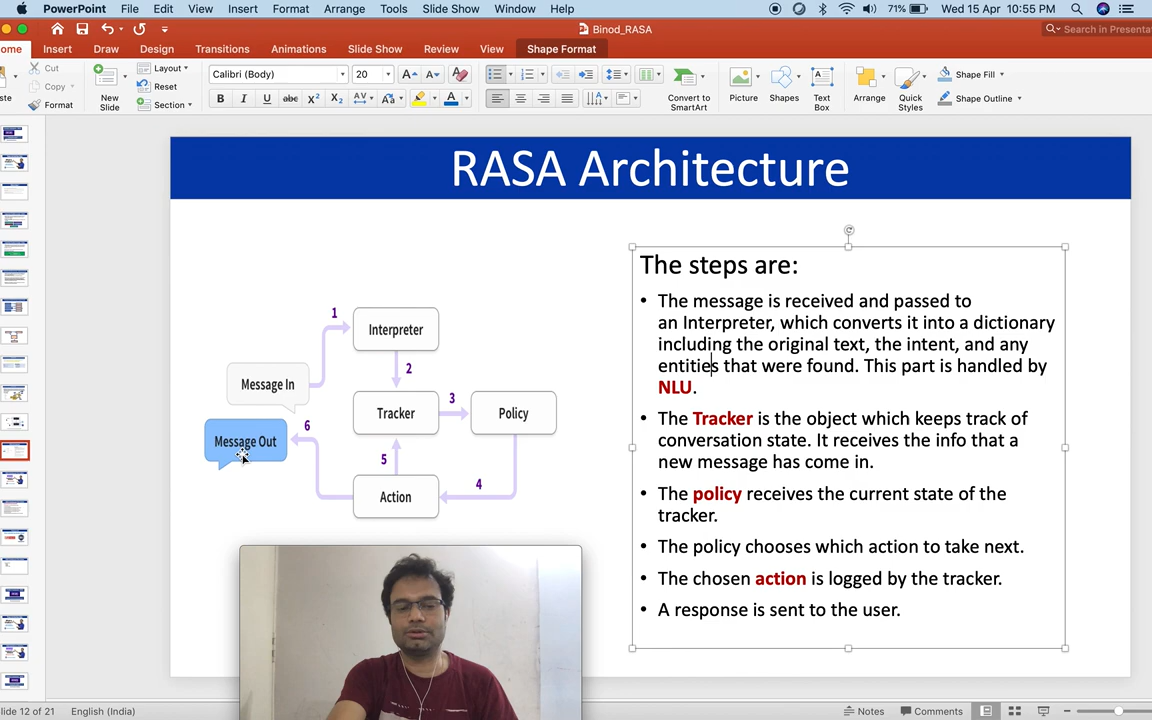 PowerPoint File Edit View Insert Format Arrange Tools Slide Show Window Help 71% Wed 15 Apr 10:55 PM
Binod_RASA
Search in Presenta
ome Insert Draw Design Transitions Animations Slide Show Review View Shape Format
Cut
Copy
Format
ste
New
Slide
Layout
Reset
Section
Calibri (Body) 20
Convert to
SmartArt
Picture
Shapes
Text
Box
Arrange
Quick
Styles
Shape Fill
Shape Outline
RASA Architecture
1
Interpreter
2
Message In
Tracker
3
Policy
6
Message Out
5
4
Action
The steps are:
• The message is received and passed to
an Interpreter, which converts it into a dictionary
including the original text, the intent, and any
entities that were found. This part is handled by
NLU.
• The Tracker is the object which keeps track of
conversation state. It receives the info that a
new message has come in.
• The policy receives the current state of the
tracker.
• The policy chooses which action to take next.
• The chosen action is logged by the tracker.
• A response is sent to the user.
lide 12 of 21 English (India) Notes Comments